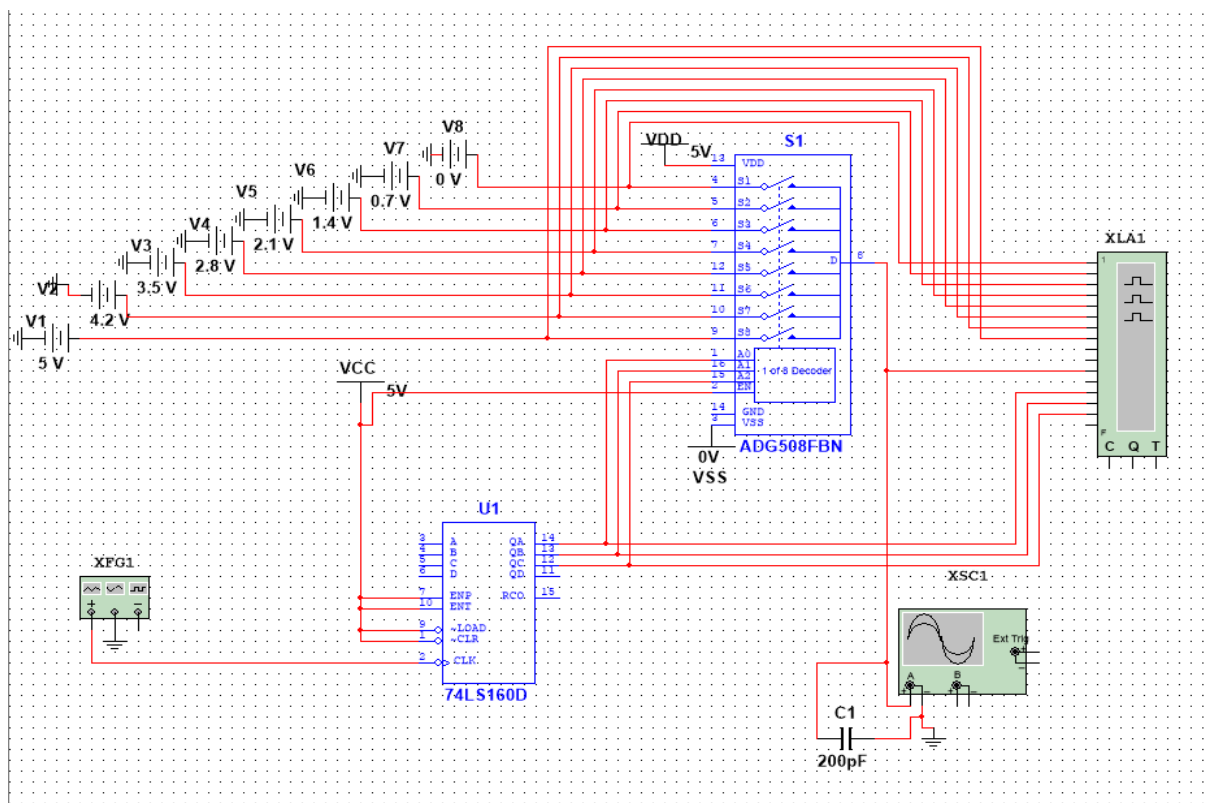 V8
0 V
V7
0.7 V
V6
1.4 V
V5
2.1 V
V4
2.8 V
V3
3.5 V
V2
4.2 V
V1
5 V
VDD
5V
S1
13 VDD
4 S1
5 S2
6 S3
7 S4
12 S5
11 S6
10 S7
9 S8
D 8
1 A0
16 A1
15 A2
2 EN
1 of 8 Decoder
14 GND
3 VSS
ADG508FBN
0V
VSS
VCC
5V
XLA1
1
F
C Q T
U1
3 A QA 14
4 B QB 13
5 C QC 12
6 D QD 11
7 ENP RCO 15
10 ENT
9 ~LOAD
1 ~CLR
2 CLK
74LS160D
XFG1
+ −
XSC1
Ext Trig
+
−
A B
+ − + −
C1
200pF